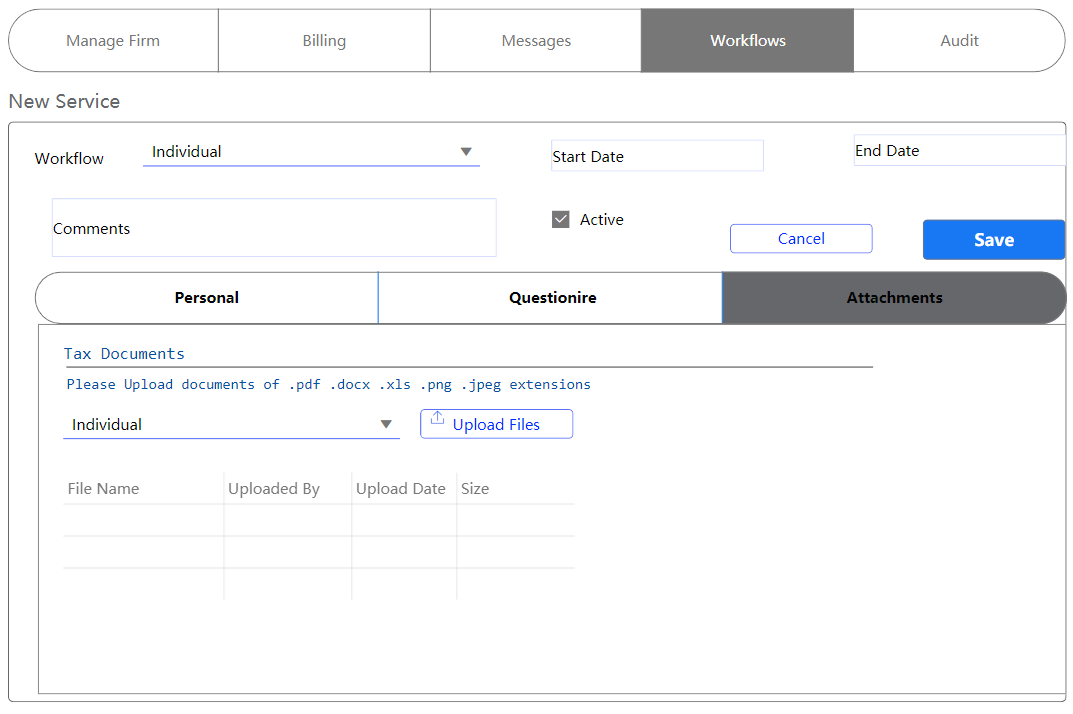 Manage Firm Billing Messages Workflows Audit
New Service
Workflow Individual Start Date End Date
Comments Active Cancel Save
Personal Questionire Attachments
Tax Documents
Please Upload documents of .pdf .docx .xls .png .jpeg extensions
Individual Upload Files
File Name Uploaded By Upload Date Size